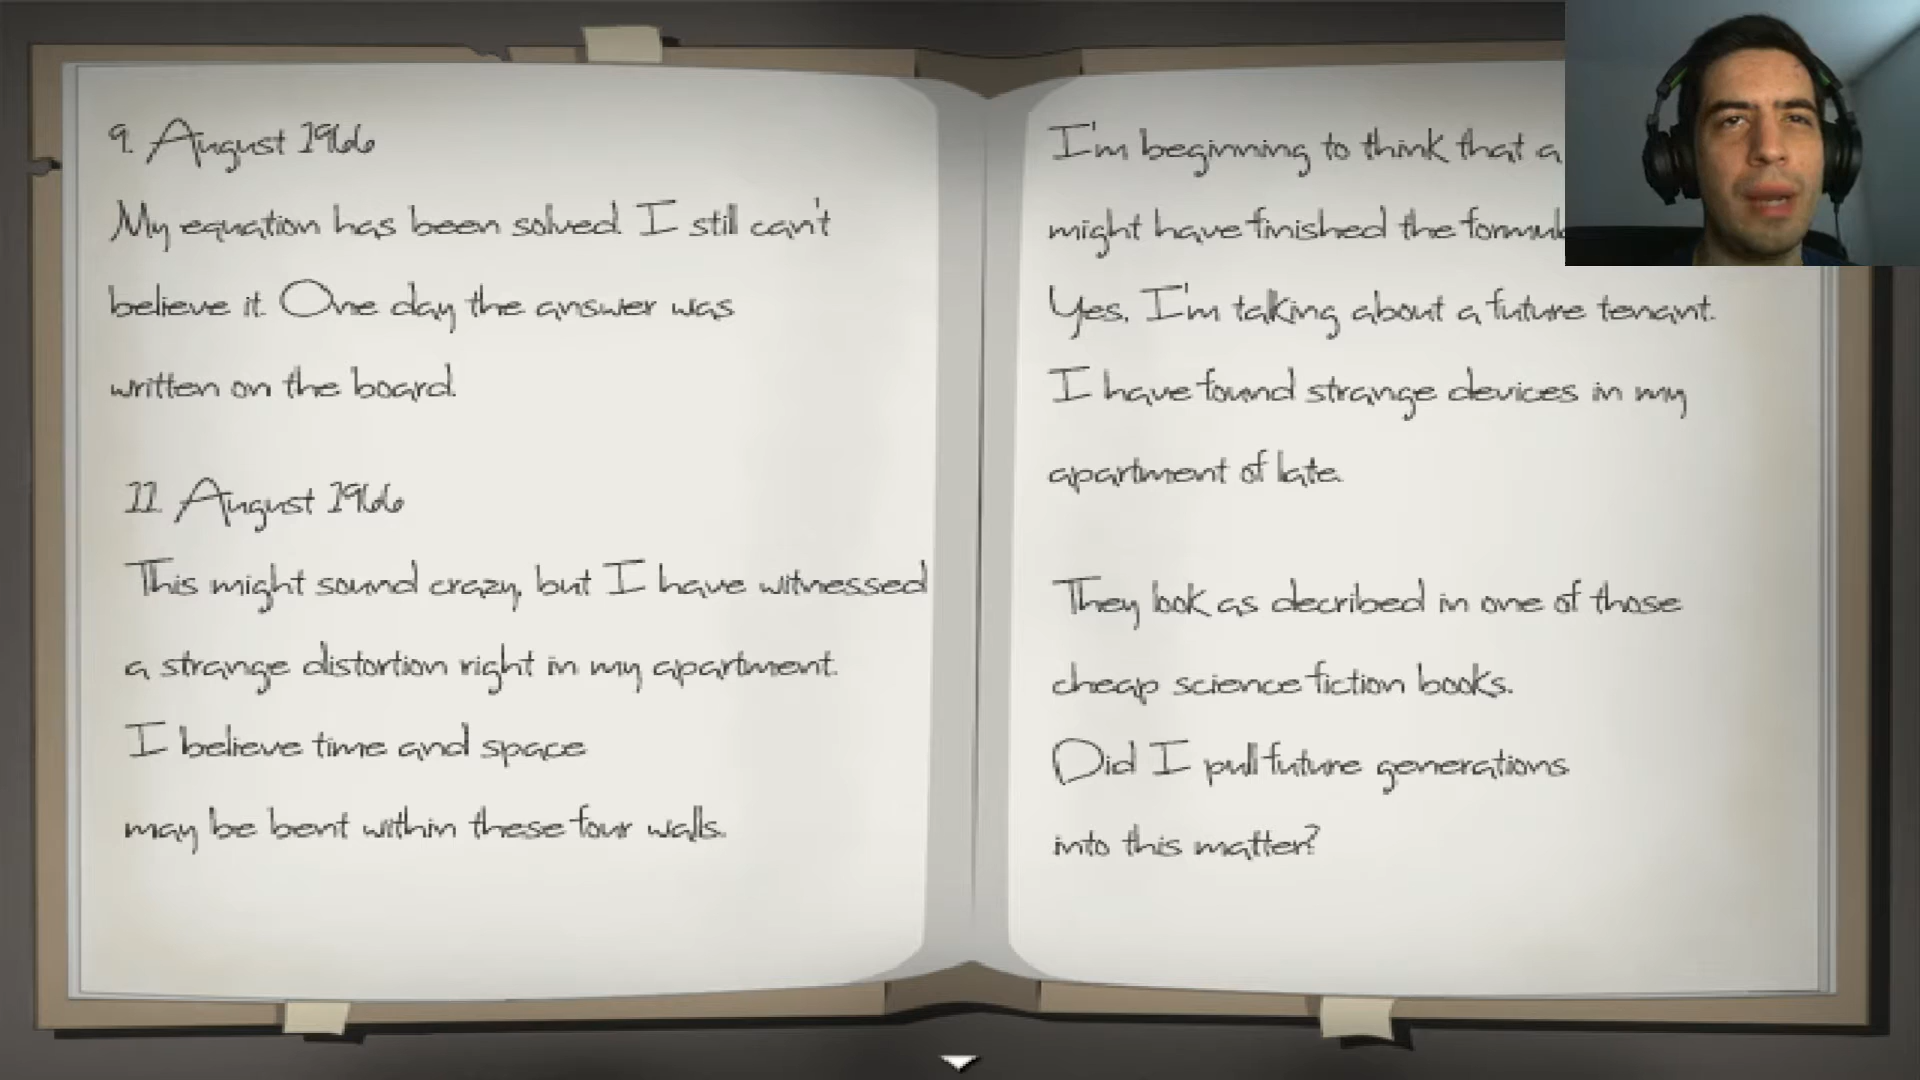 9. August 1966
My equation has been solved. I still can't
believe it. One day the answer was
written on the board.
11. August 1966
This might sound crazy, but I have witnessed
a strange distortion right in my apartment.
I believe time and space
may be bent within these four walls.
I'm beginning to think that a
might have finished the
Yes, I'm talking about a future tenant.
I have found strange devices in my
apartment of late.
They look as decribed in one of those
cheap science fiction books.
Did I pull future generations
into this matter?